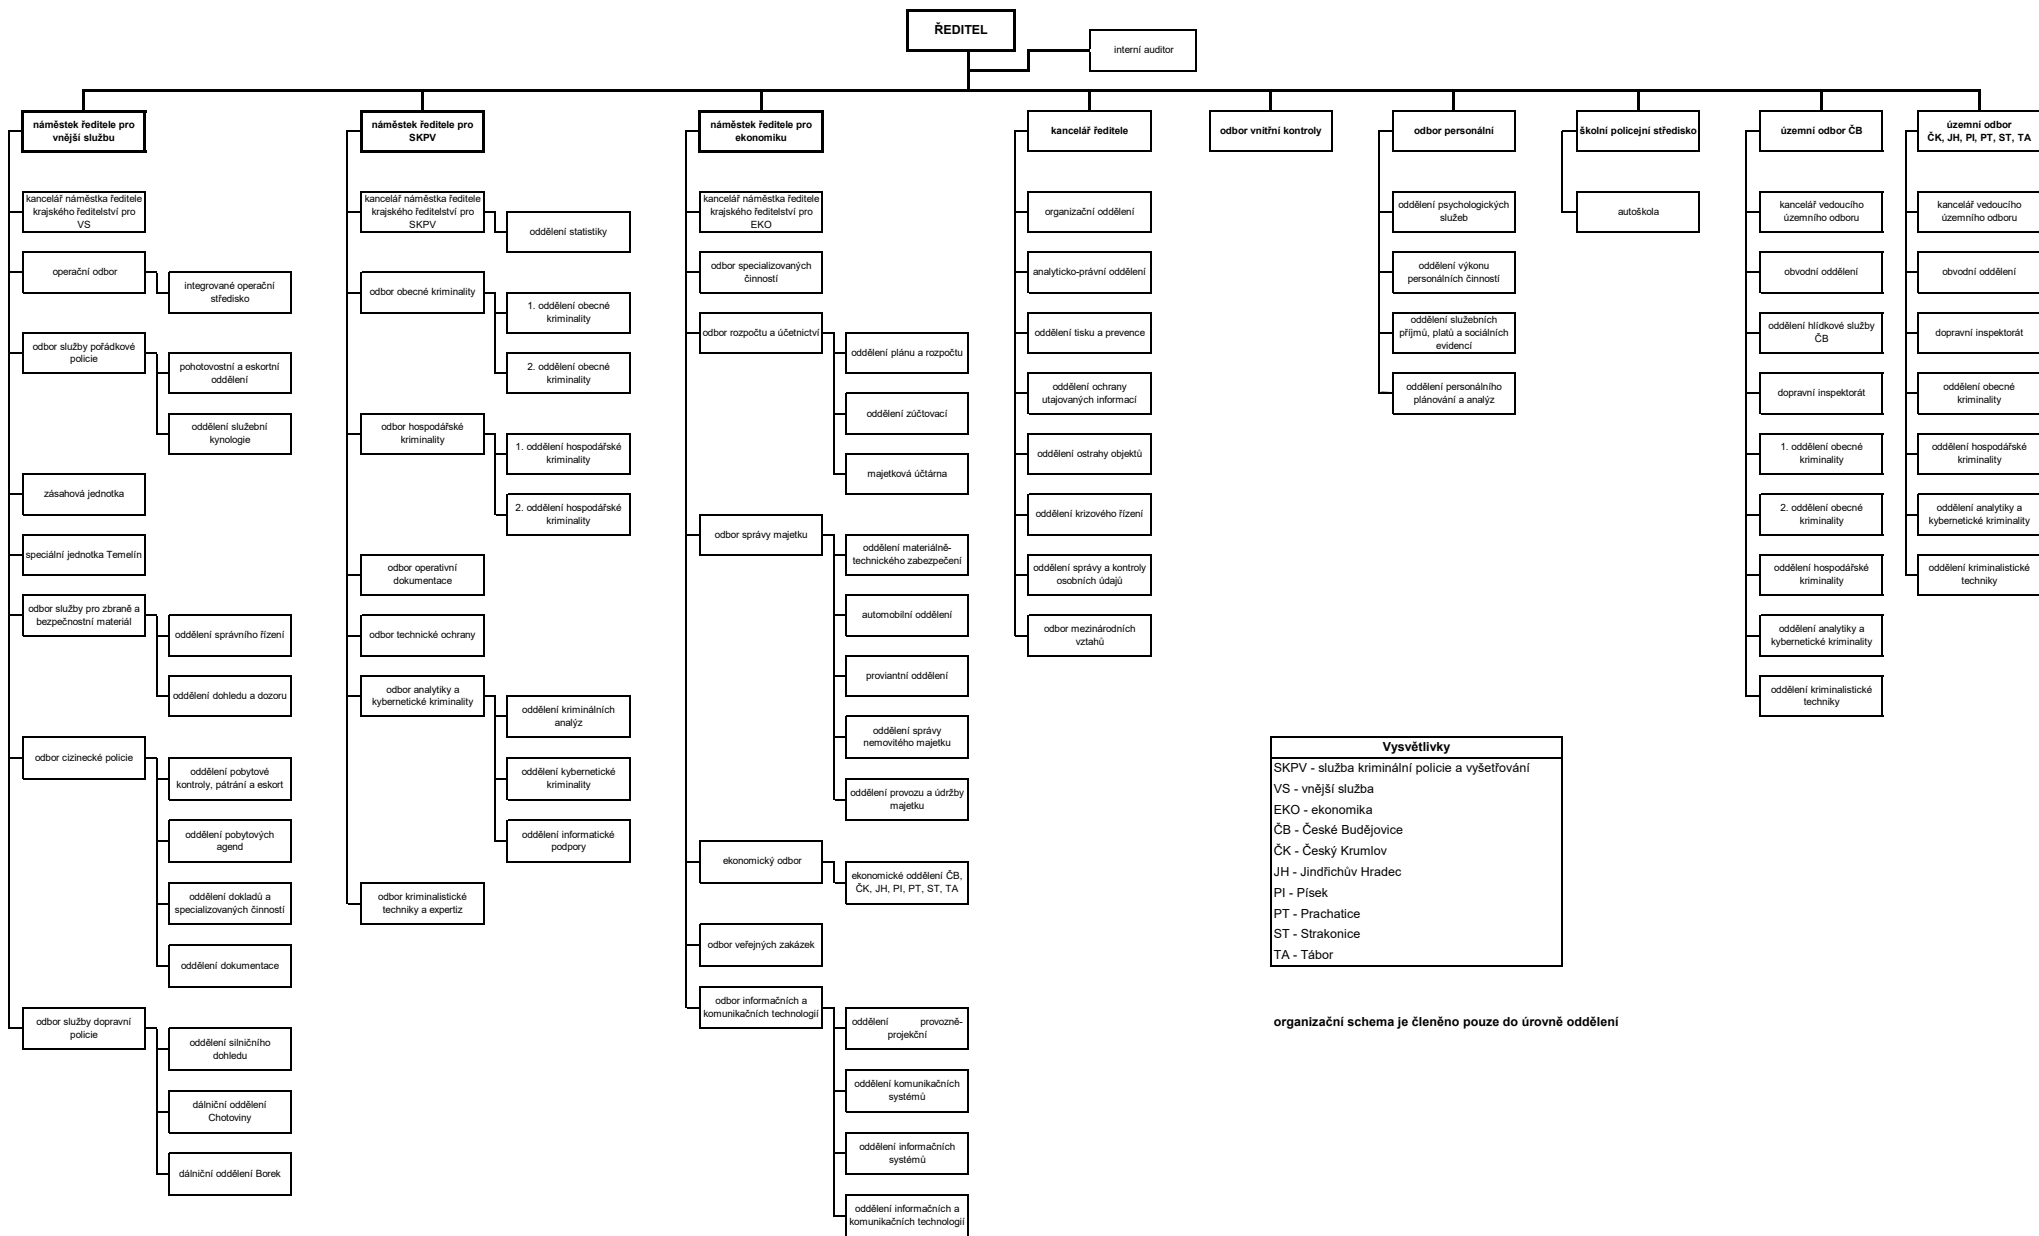 ŘEDITEL
interní auditor
náměstek ředitele pro
vnější službu
kancelář náměstka ředitele
krajského ředitelství pro
VS
operační odbor
integrované operační
středisko
odbor služby pořádkové
policie
pohotovostní a eskortní
oddělení
oddělení služební
kynologie
zásahová jednotka
speciální jednotka Temelín
odbor služby pro zbraně a
bezpečnostní materiál
oddělení správního řízení
oddělení dohledu a dozoru
odbor cizinecké policie
oddělení pobytové
kontroly, pátrání a eskort
oddělení pobytových
agend
oddělení dokladů a
specializovaných činností
oddělení dokumentace
odbor služby dopravní
policie
oddělení silničního
dohledu
dálniční oddělení
Chotoviny
dálniční oddělení Borek
náměstek ředitele pro
SKPV
kancelář náměstka ředitele
krajského ředitelství pro
SKPV
oddělení statistiky
odbor obecné kriminality
1. oddělení obecné
kriminality
2. oddělení obecné
kriminality
odbor hospodářské
kriminality
1. oddělení hospodářské
kriminality
2. oddělení hospodářské
kriminality
odbor operativní
dokumentace
odbor technické ochrany
odbor analytiky a
kybernetické kriminality
oddělení kriminálních
analýz
oddělení kybernetické
kriminality
oddělení informatické
podpory
odbor kriminalistické
techniky a expertiz
náměstek ředitele pro
ekonomiku
kancelář náměstka ředitele
krajského ředitelství pro
EKO
odbor specializovaných
činností
odbor rozpočtu a účetnictví
oddělení plánu a rozpočtu
oddělení zúčtovací
majetková účtárna
odbor správy majetku
oddělení materiálně-
technického zabezpečení
automobilní oddělení
proviantní oddělení
oddělení správy
nemovitého majetku
oddělení provozu a údržby
majetku
ekonomický odbor
ekonomické oddělení ČB,
ČK, JH, PI, PT, ST, TA
odbor veřejných zakázek
odbor informačních a
komunikačních technologií
oddělení provozně-
projekční
oddělení komunikačních
systémů
oddělení informačních
systémů
oddělení informačních a
komunikačních technologií
kancelář ředitele
organizační oddělení
analyticko-právní oddělení
oddělení tisku a prevence
oddělení ochrany
utajovaných informací
oddělení ostrahy objektů
oddělení krizového řízení
oddělení správy a kontroly
osobních údajů
odbor mezinárodních
vztahů
odbor vnitřní kontroly
odbor personální
oddělení psychologických
služeb
oddělení výkonu
personálních činností
oddělení služebních
příjmů, platů a sociálních
evidencí
oddělení personálního
plánování a analýz
školní policejní středisko
autoškola
územní odbor ČB
kancelář vedoucího
územního odboru
obvodní oddělení
oddělení hlídkové služby
ČB
dopravní inspektorát
1. oddělení obecné
kriminality
2. oddělení obecné
kriminality
oddělení hospodářské
kriminality
oddělení analytiky a
kybernetické kriminality
oddělení kriminalistické
techniky
územní odbor
ČK, JH, PI, PT, ST, TA
kancelář vedoucího
územního odboru
obvodní oddělení
dopravní inspektorát
oddělení obecné
kriminality
oddělení hospodářské
kriminality
oddělení analytiky a
kybernetické kriminality
oddělení kriminalistické
techniky
Vysvětlivky
SKPV - služba kriminální policie a vyšetřování
VS - vnější služba
EKO - ekonomika
ČB - České Budějovice
ČK - Český Krumlov
JH - Jindřichův Hradec
PI - Písek
PT - Prachatice
ST - Strakonice
TA - Tábor
organizační schema je členěno pouze do úrovně oddělení